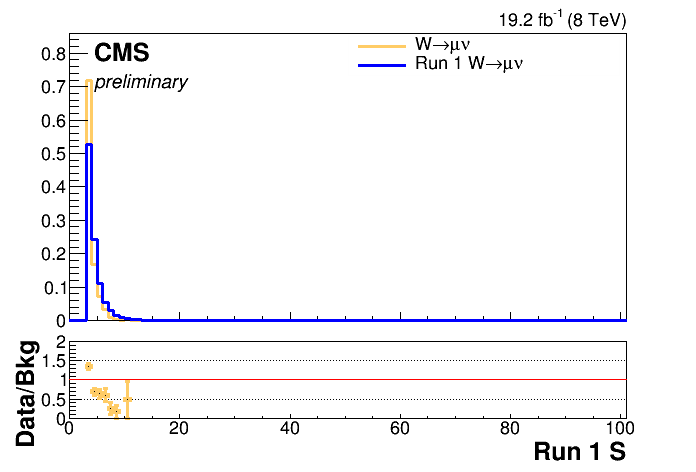 19.2 fb⁻¹ (8 TeV)
CMS
preliminary
W→μν
Run 1 W→μν
0.8
0.7
0.6
0.5
0.4
0.3
0.2
0.1
0
2
1.5
1
0.5
0
Data/Bkg
0 20 40 60 80 100
Run 1 S